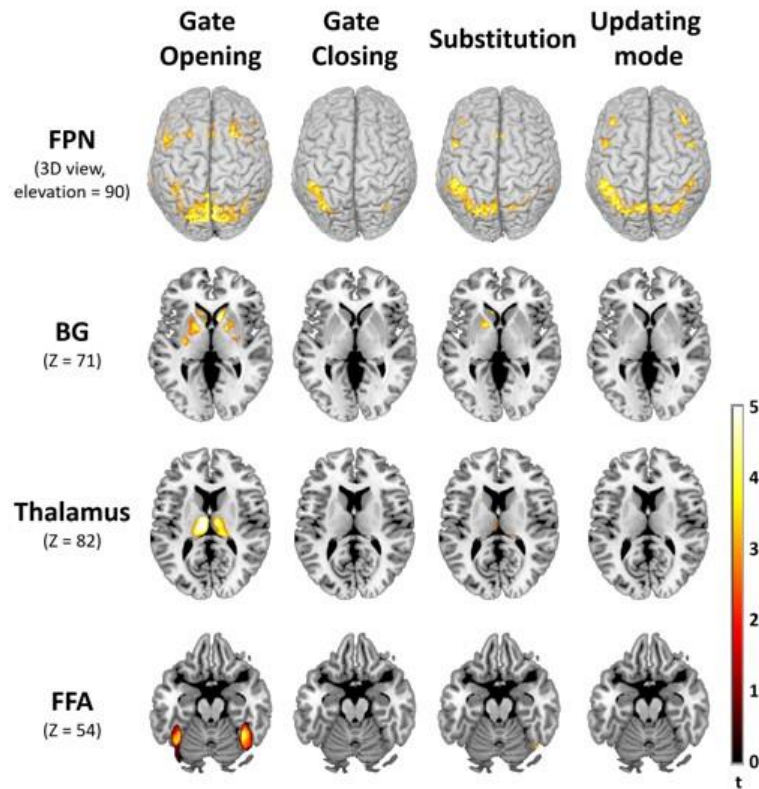 Gate Opening
Gate Closing
Substitution
Updating mode
FPN
(3D view,
elevation = 90)
BG
(Z = 71)
Thalamus
(Z = 82)
FFA
(Z = 54)
5
4
3
2
1
0
t